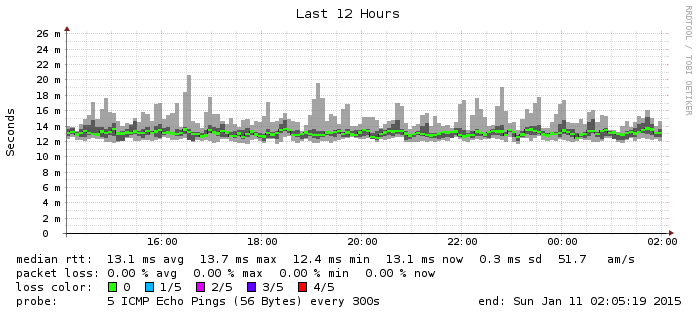 Last 12 Hours
RRDTOOL / TOBI OETIKER
Seconds
26 m
24 m
22 m
20 m
18 m
16 m
14 m
12 m
10 m
8 m
6 m
4 m
2 m
0
16:00 18:00 20:00 22:00 00:00 02:00
median rtt: 13.1 ms avg 13.7 ms max 12.4 ms min 13.1 ms now 0.3 ms sd 51.7 am/s
packet loss: 0.00 % avg 0.00 % max 0.00 % min 0.00 % now
loss color: 0 1/5 2/5 3/5 4/5
probe: 5 ICMP Echo Pings (56 Bytes) every 300s end: Sun Jan 11 02:05:19 2015